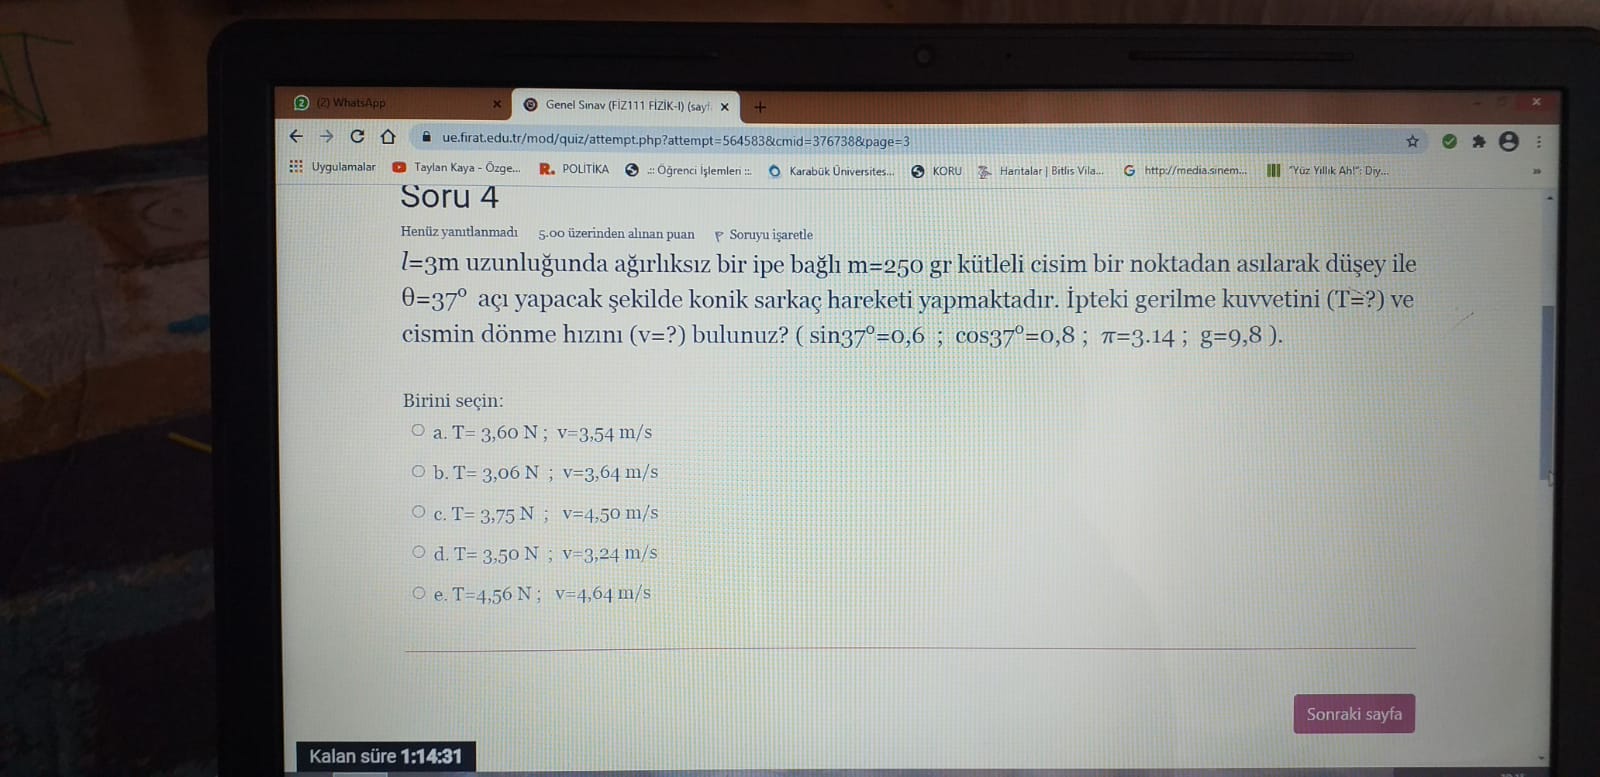 (2) WhatsApp
Genel Sınav (FİZ111 FİZİK-I) (sayf
ue.firat.edu.tr/mod/quiz/attempt.php?attempt=564583&cmid=376738&page=3
Uygulamalar Taylan Kaya - Özge... R. POLİTİKA .:: Öğrenci İşlemleri ::. Karabük Üniversites... KORU Haritalar | Bitlis Vila... http://media.sinem... "Yüz Yıllık Ah!": Diy...
Soru 4
Henüz yanıtlanmadı 5.00 üzerinden alınan puan Soruyu işaretle
l=3m uzunluğunda ağırlıksız bir ipe bağlı m=250 gr kütleli cisim bir noktadan asılarak düşey ile
θ=37° açı yapacak şekilde konik sarkaç hareketi yapmaktadır. İpteki gerilme kuvvetini (T=?) ve
cismin dönme hızını (v=?) bulunuz? ( sin37°=0,6 ; cos37°=0,8 ; π=3.14 ; g=9,8 ).
Birini seçin:
a. T= 3,60 N ; v=3,54 m/s
b. T= 3,06 N ; v=3,64 m/s
c. T= 3,75 N ; v=4,50 m/s
d. T= 3,50 N ; v=3,24 m/s
e. T=4,56 N ; v=4,64 m/s
Sonraki sayfa
Kalan süre 1:14:31